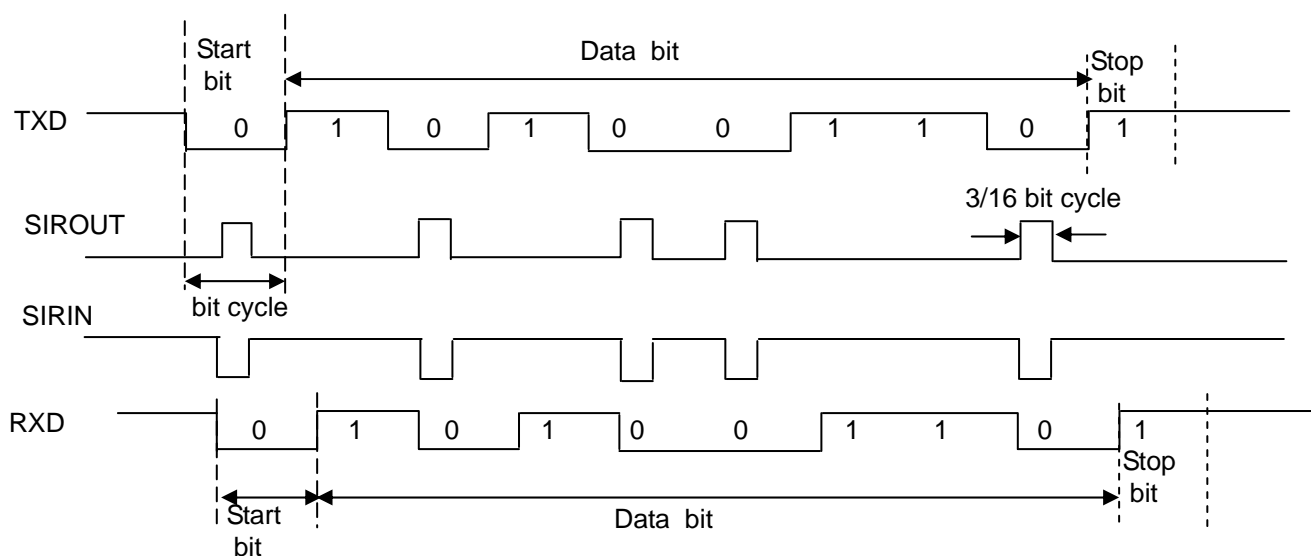 Start
bit
Data bit
Stop
bit
TXD
0 1 0 1 0 0 1 1 0 1
3/16 bit cycle
SIROUT
bit cycle
SIRIN
RXD
0 1 0 1 0 0 1 1 0 1
Stop
bit
Start
bit
Data bit